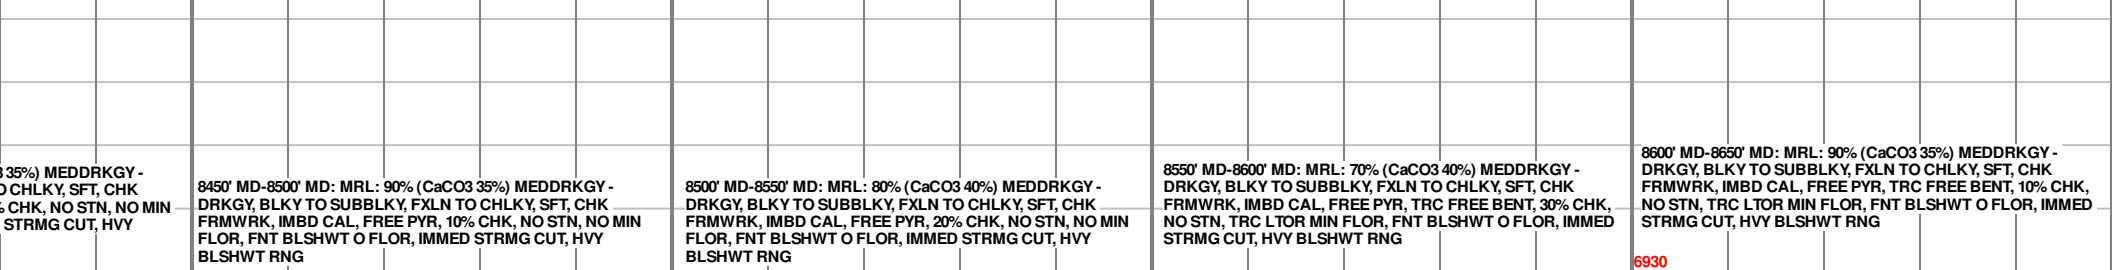 35%) MEDDRKGY -
O CHLKY, SFT, CHK
% CHK, NO STN, NO MIN
STRMG CUT, HVY
8450' MD-8500' MD: MRL: 90% (CaCO3 35%) MEDDRKGY -
DRKGY, BLKY TO SUBBLKY, FXLN TO CHLKY, SFT, CHK
FRMWRK, IMBD CAL, FREE PYR, 10% CHK, NO STN, NO MIN
FLOR, FNT BLSHWT O FLOR, IMMED STRMG CUT, HVY
BLSHWT RNG
8500' MD-8550' MD: MRL: 80% (CaCO3 40%) MEDDRKGY -
DRKGY, BLKY TO SUBBLKY, FXLN TO CHLKY, SFT, CHK
FRMWRK, IMBD CAL, FREE PYR, 20% CHK, NO STN, NO MIN
FLOR, FNT BLSHWT O FLOR, IMMED STRMG CUT, HVY
BLSHWT RNG
8550' MD-8600' MD: MRL: 70% (CaCO3 40%) MEDDRKGY -
DRKGY, BLKY TO SUBBLKY, FXLN TO CHLKY, SFT, CHK
FRMWRK, IMBD CAL, FREE PYR, TRC FREE BENT, 30% CHK,
NO STN, TRC LTOR MIN FLOR, FNT BLSHWT O FLOR, IMMED
STRMG CUT, HVY BLSHWT RNG
8600' MD-8650' MD: MRL: 90% (CaCO3 35%) MEDDRKGY -
DRKGY, BLKY TO SUBBLKY, FXLN TO CHLKY, SFT, CHK
FRMWRK, IMBD CAL, FREE PYR, TRC FREE BENT, 10% CHK,
NO STN, TRC LTOR MIN FLOR, FNT BLSHWT O FLOR, IMMED
STRMG CUT, HVY BLSHWT RNG
6930